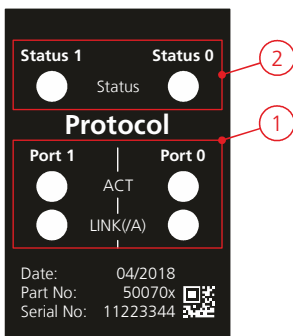 Status 1 Status 0
2
Status
Protocol
1
Port 1 Port 0
ACT
LINK(/A)
Date: 04/2018
Part No: 50070x
Serial No: 11223344